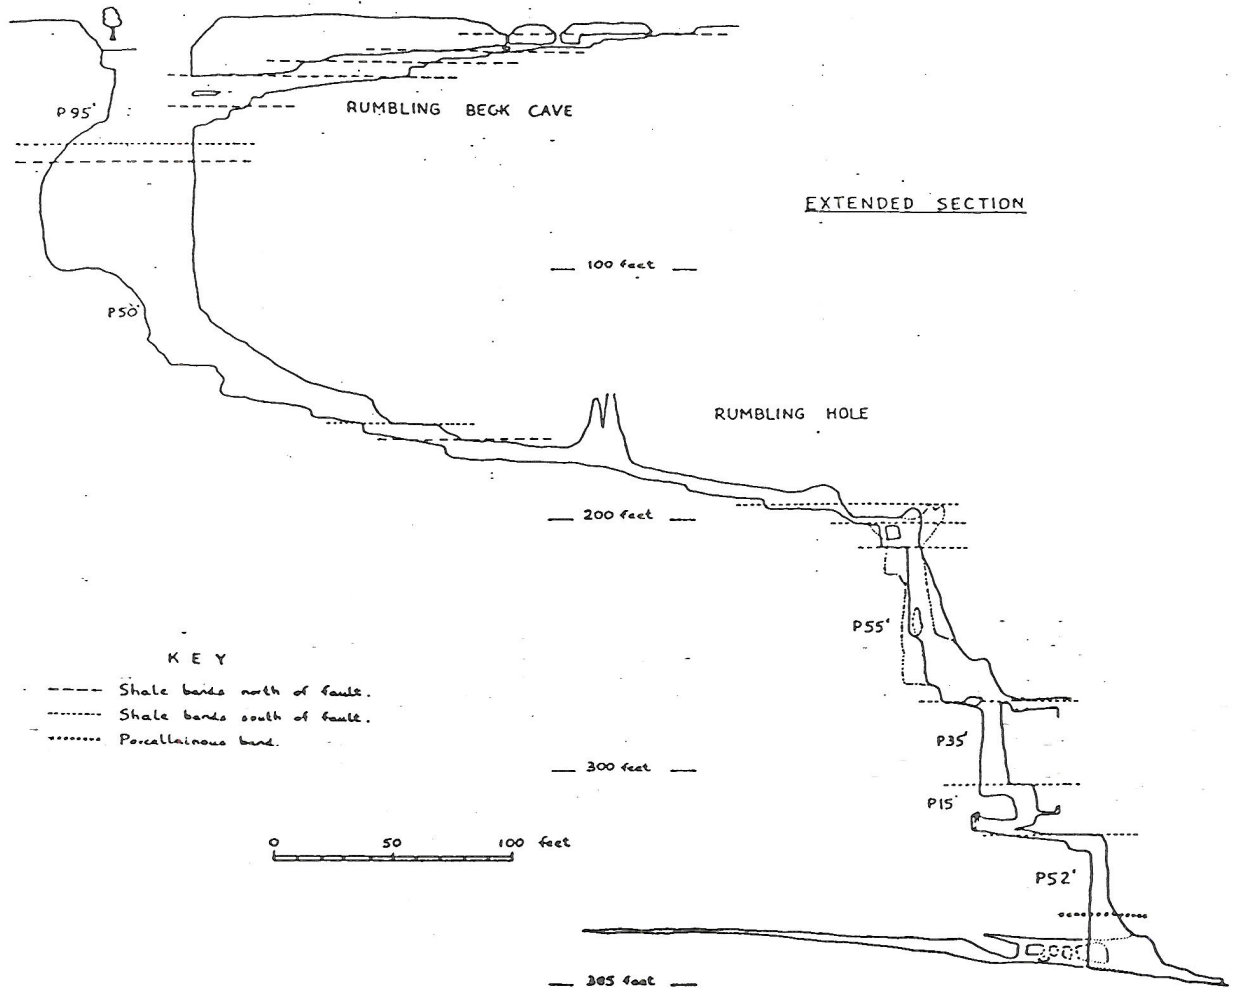 P95'
RUMBLING BECK CAVE
EXTENDED SECTION
100 feet
P50'
RUMBLING HOLE
200 feet
P55'
KEY
Shale bands north of fault.
Shale bands south of fault.
Porcellainous band.
P35'
300 feet
P15'
0 50 100 feet
P52'
385 feet